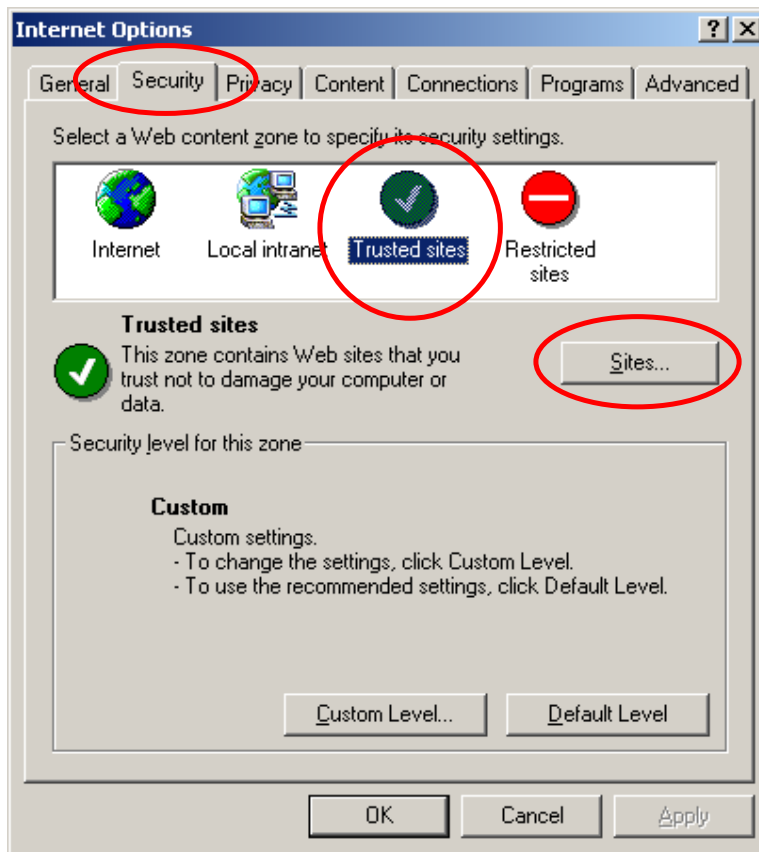 Internet Options
General Security Privacy Content Connections Programs Advanced
Select a Web content zone to specify its security settings.
Internet Local intranet Trusted sites Restricted sites
Trusted sites
This zone contains Web sites that you
trust not to damage your computer or
data.
Sites...
Security level for this zone
Custom
Custom settings.
- To change the settings, click Custom Level.
- To use the recommended settings, click Default Level.
Custom Level... Default Level
OK Cancel Apply